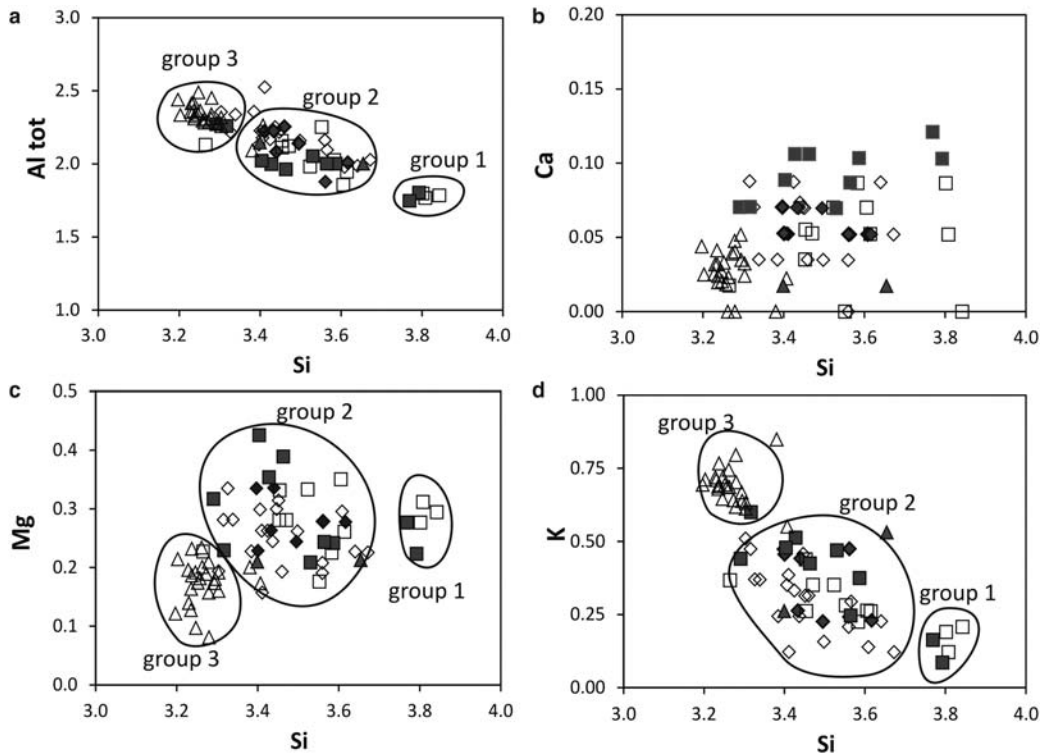 a
3.0
2.5
2.0
1.5
1.0
Al tot
group 3
group 2
group 1
3.0 3.2 3.4 3.6 3.8 4.0
Si
b
0.20
0.15
0.10
0.05
0.00
Ca
3.0 3.2 3.4 3.6 3.8 4.0
Si
c
0.5
0.4
0.3
0.2
0.1
0.0
Mg
group 2
group 1
group 3
3.0 3.2 3.4 3.6 3.8 4.0
Si
d
1.00
0.75
0.50
0.25
0.00
K
group 3
group 2
group 1
3.0 3.2 3.4 3.6 3.8 4.0
Si